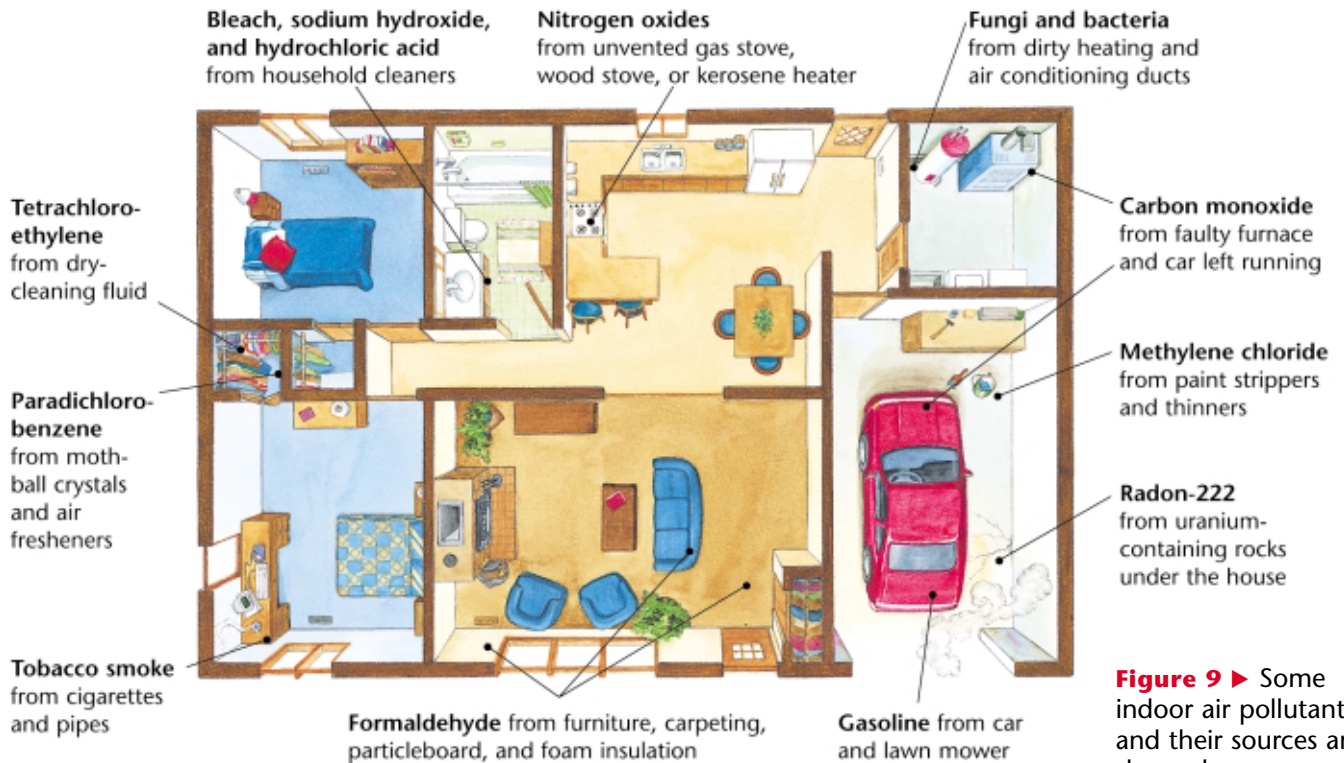 Bleach, sodium hydroxide,
and hydrochloric acid
from household cleaners
Nitrogen oxides
from unvented gas stove,
wood stove, or kerosene heater
Fungi and bacteria
from dirty heating and
air conditioning ducts
Tetrachloro-
ethylene
from dry-
cleaning fluid
Carbon monoxide
from faulty furnace
and car left running
Methylene chloride
from paint strippers
and thinners
Paradichloro-
benzene
from moth-
ball crystals
and air
fresheners
Radon-222
from uranium-
containing rocks
under the house
Tobacco smoke
from cigarettes
and pipes
Formaldehyde from furniture, carpeting,
particleboard, and foam insulation
Gasoline from car
and lawn mower
Figure 9 ▶ Some
indoor air pollutant
and their sources